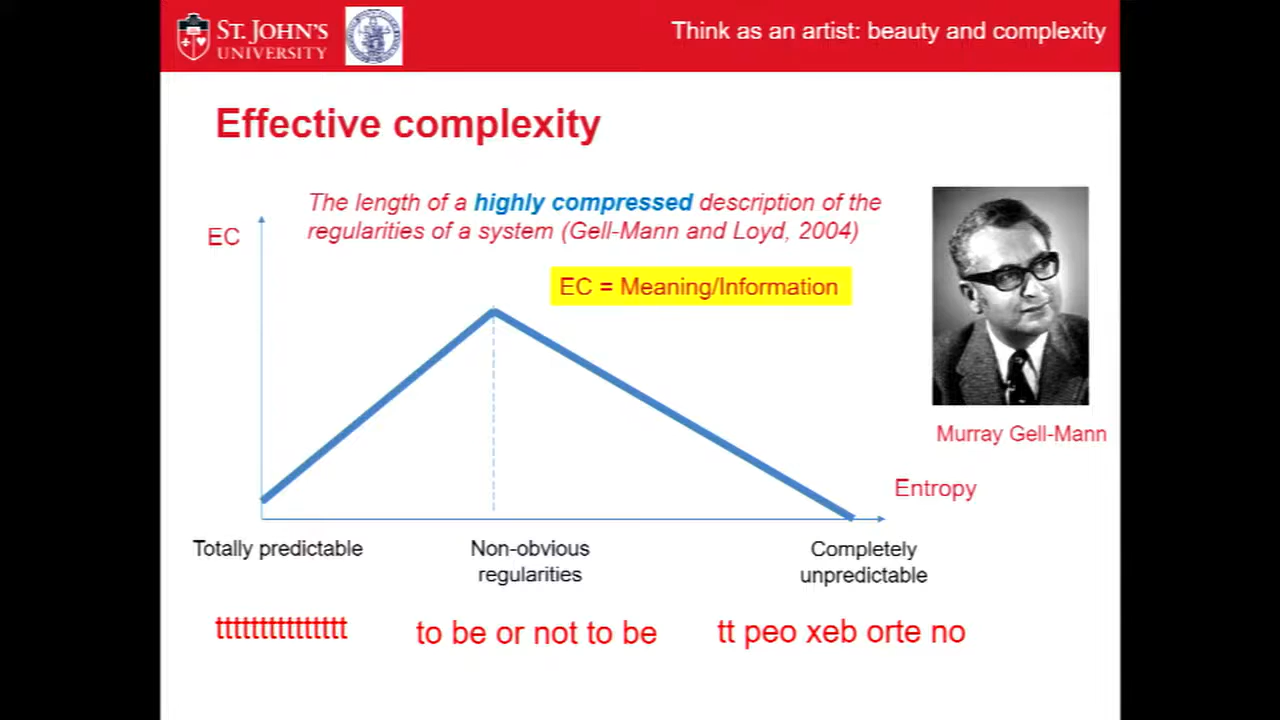 ST. JOHN'S
UNIVERSITY
Think as an artist: beauty and complexity
Effective complexity
The length of a highly compressed description of the
regularities of a system (Gell-Mann and Loyd, 2004)
EC
EC = Meaning/Information
Murray Gell-Mann
Entropy
Totally predictable
Non-obvious
regularities
Completely
unpredictable
ttttttttttttttt
to be or not to be
tt peo xeb orte no